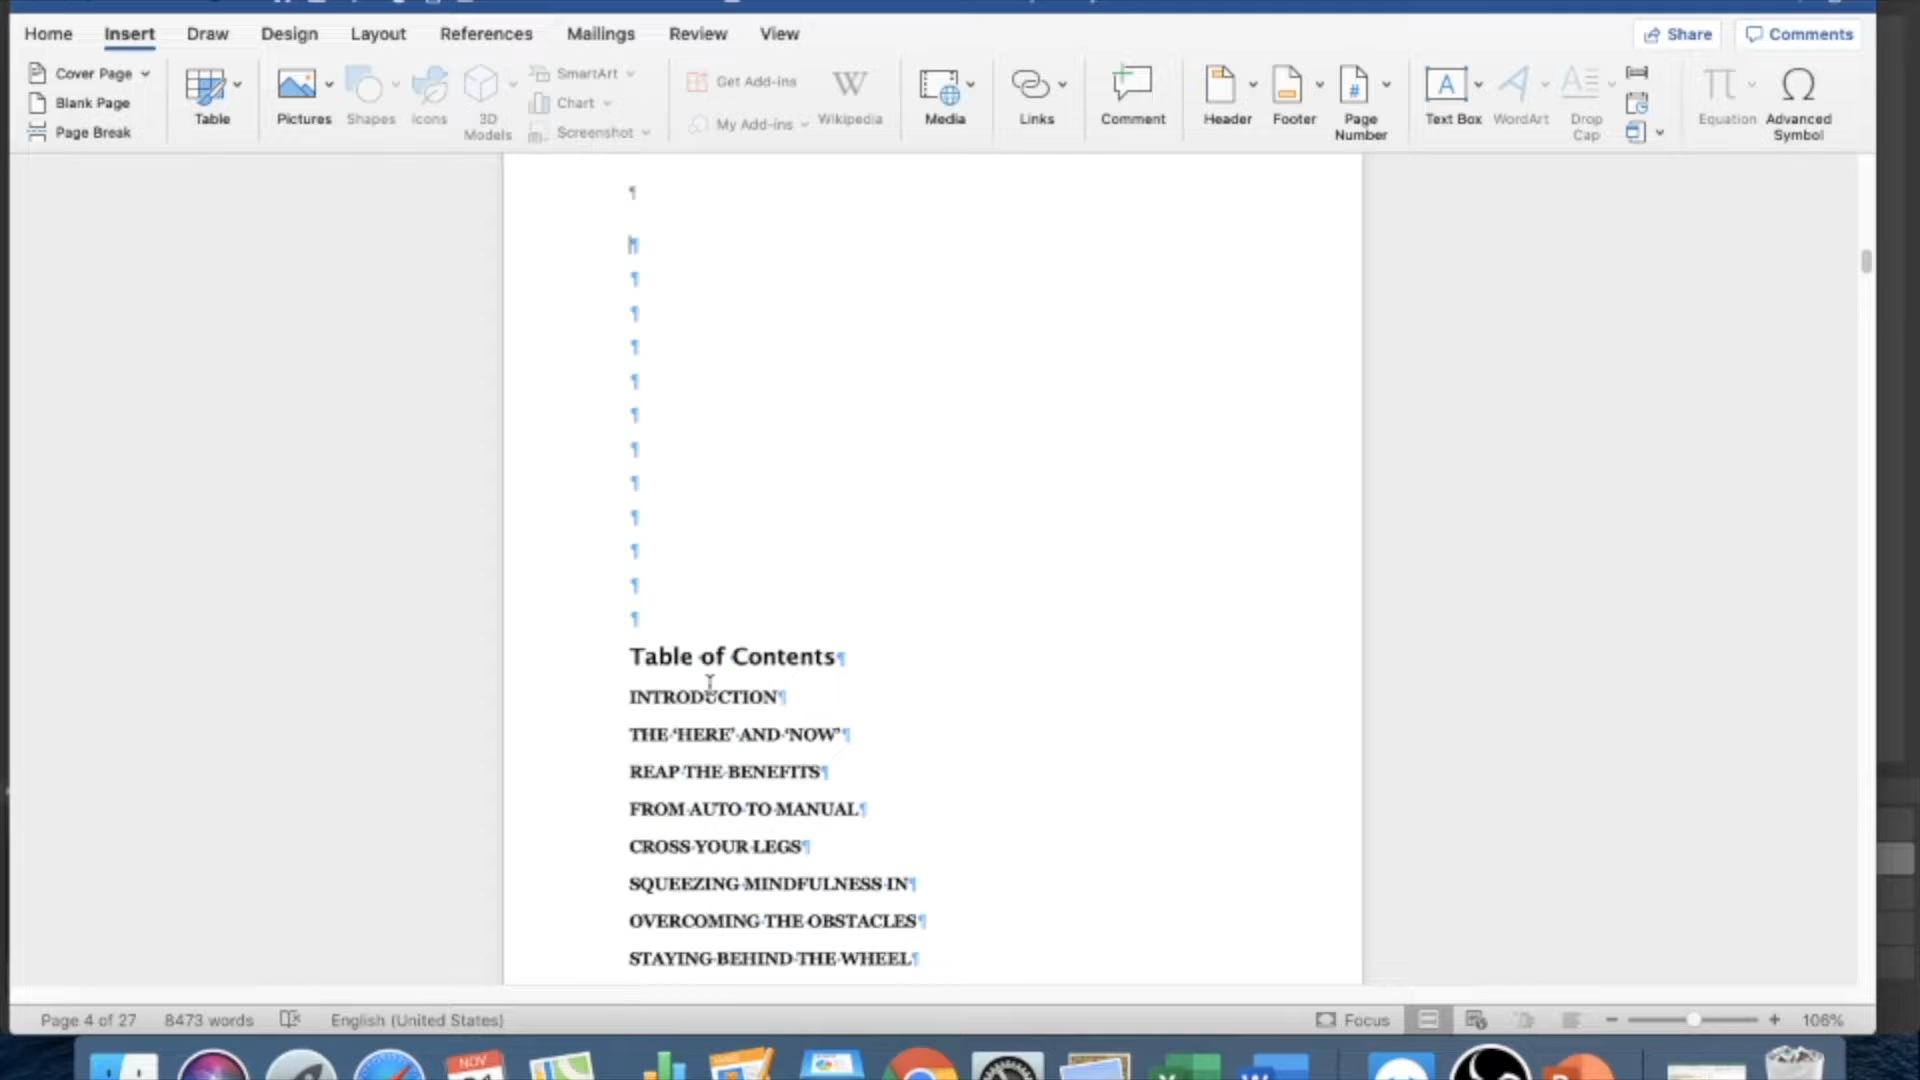 Home Insert Draw Design Layout References Mailings Review View Share Comments
Cover Page
Blank Page
Page Break
Table
Pictures
Shapes
Icons
3D
Models
SmartArt
Chart
Screenshot
Get Add-ins
My Add-ins
W
Wikipedia
Media
Links
Comment
Header
Footer
#
Page
Number
A
Text Box
A
WordArt
A
Drop
Cap
π
Equation
Ω
Advanced
Symbol
¶
¶
¶
¶
¶
¶
¶
¶
¶
¶
¶
¶
¶
Table of Contents¶
INTRODUCTION¶
THE ‘HERE’ AND ‘NOW’¶
REAP THE BENEFITS¶
FROM AUTO TO MANUAL¶
CROSS YOUR LEGS¶
SQUEEZING MINDFULNESS IN¶
OVERCOMING THE OBSTACLES¶
STAYING BEHIND THE WHEEL¶
Page 4 of 27 8473 words English (United States) Focus 106%
NOV